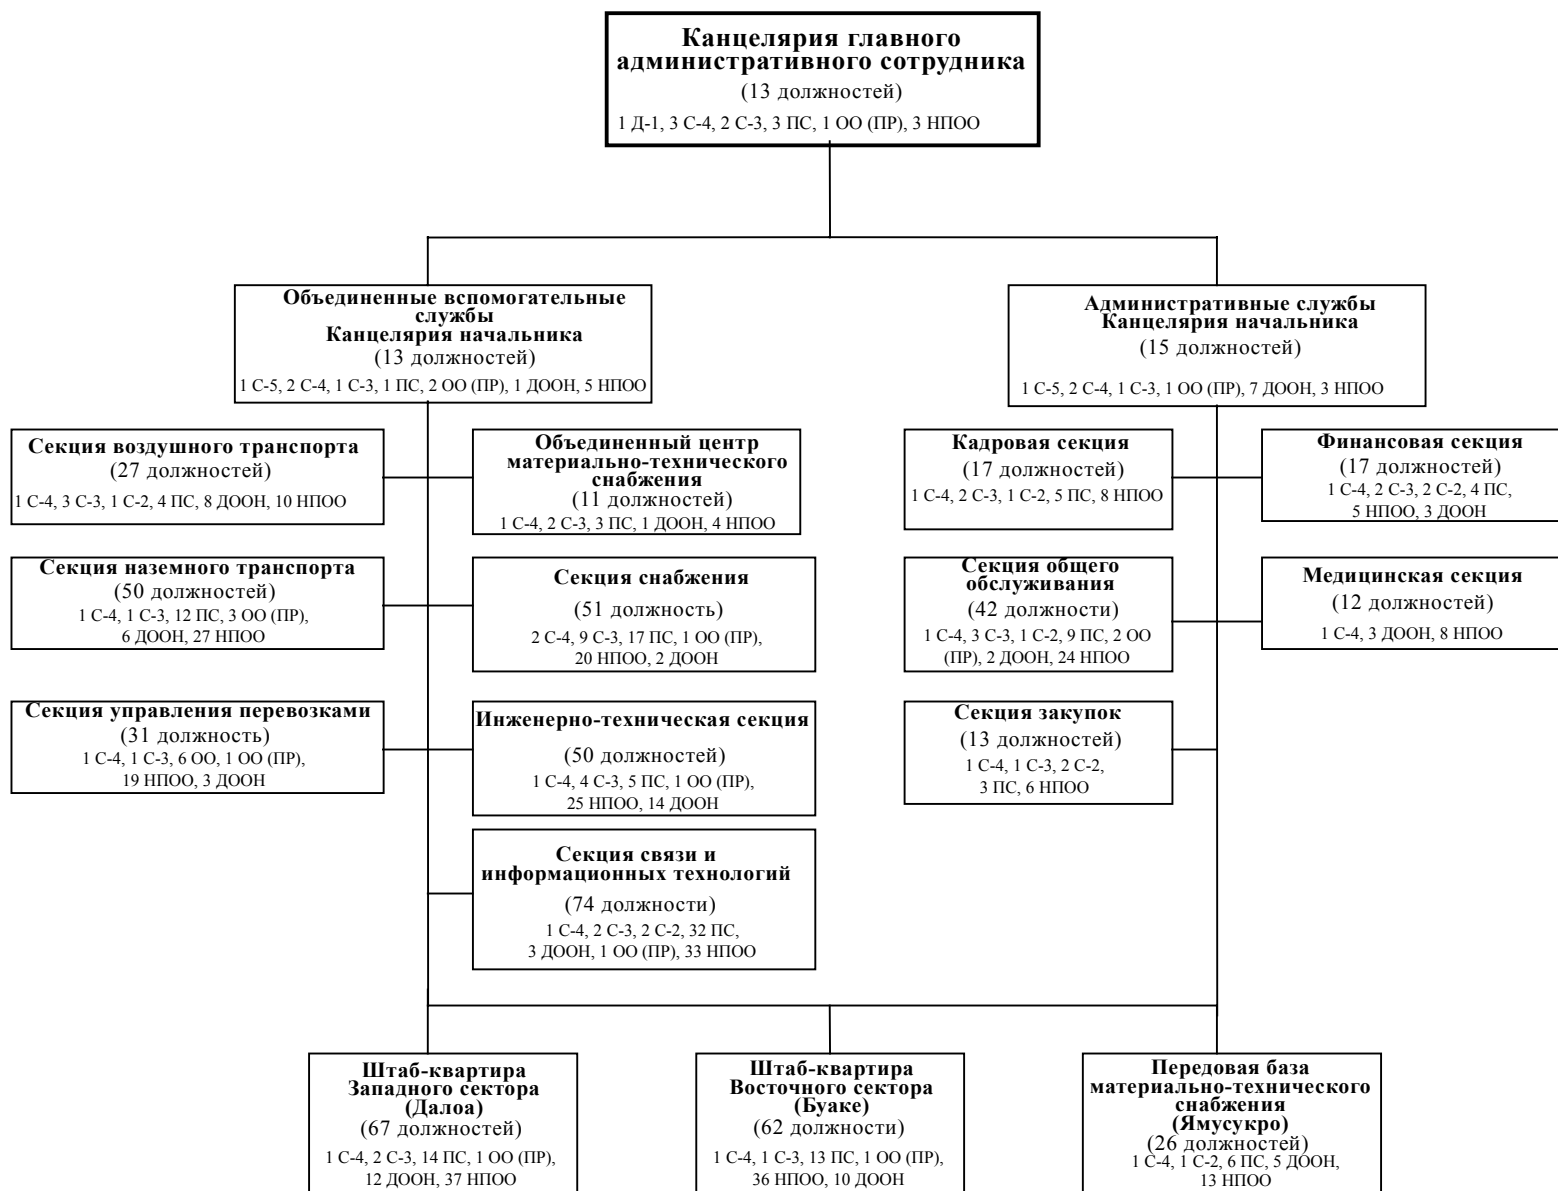 Канцелярия главного
административного сотрудника
(13 должностей)
1 Д-1, 3 С-4, 2 С-3, 3 ПС, 1 ОО (ПР), 3 НПОО
Объединенные вспомогательные
службы
Канцелярия начальника
(13 должностей)
1 С-5, 2 С-4, 1 С-3, 1 ПС, 2 ОО (ПР), 1 ДООН, 5 НПОО
Административные службы
Канцелярия начальника
(15 должностей)
1 С-5, 2 С-4, 1 С-3, 1 ОО (ПР), 7 ДООН, 3 НПОО
Секция воздушного транспорта
(27 должностей)
1 С-4, 3 С-3, 1 С-2, 4 ПС, 8 ДООН, 10 НПОО
Объединенный центр
материально-технического
снабжения
(11 должностей)
1 С-4, 2 С-3, 3 ПС, 1 ДООН, 4 НПОО
Кадровая секция
(17 должностей)
1 С-4, 2 С-3, 1 С-2, 5 ПС, 8 НПОО
Финансовая секция
(17 должностей)
1 С-4, 2 С-3, 2 С-2, 4 ПС,
5 НПОО, 3 ДООН
Секция наземного транспорта
(50 должностей)
1 С-4, 1 С-3, 12 ПС, 3 ОО (ПР),
6 ДООН, 27 НПОО
Секция снабжения
(51 должность)
2 С-4, 9 С-3, 17 ПС, 1 ОО (ПР),
20 НПОО, 2 ДООН
Секция общего
обслуживания
(42 должности)
1 С-4, 3 С-3, 1 С-2, 9 ПС, 2 ОО
(ПР), 2 ДООН, 24 НПОО
Медицинская секция
(12 должностей)
1 С-4, 3 ДООН, 8 НПОО
Секция управления перевозками
(31 должность)
1 С-4, 1 С-3, 6 ОО, 1 ОО (ПР),
19 НПОО, 3 ДООН
Инженерно-техническая секция
(50 должностей)
1 С-4, 4 С-3, 5 ПС, 1 ОО (ПР),
25 НПОО, 14 ДООН
Секция закупок
(13 должностей)
1 С-4, 1 С-3, 2 С-2,
3 ПС, 6 НПОО
Секция связи и
информационных технологий
(74 должности)
1 С-4, 2 С-3, 2 С-2, 32 ПС,
3 ДООН, 1 ОО (ПР), 33 НПОО
Штаб-квартира
Западного сектора
(Далоа)
(67 должностей)
1 С-4, 2 С-3, 14 ПС, 1 ОО (ПР),
12 ДООН, 37 НПОО
Штаб-квартира
Восточного сектора
(Буаке)
(62 должности)
1 С-4, 1 С-3, 13 ПС, 1 ОО (ПР),
36 НПОО, 10 ДООН
Передовая база
материально-технического
снабжения
(Ямусукро)
(26 должностей)
1 С-4, 1 С-2, 6 ПС, 5 ДООН,
13 НПОО